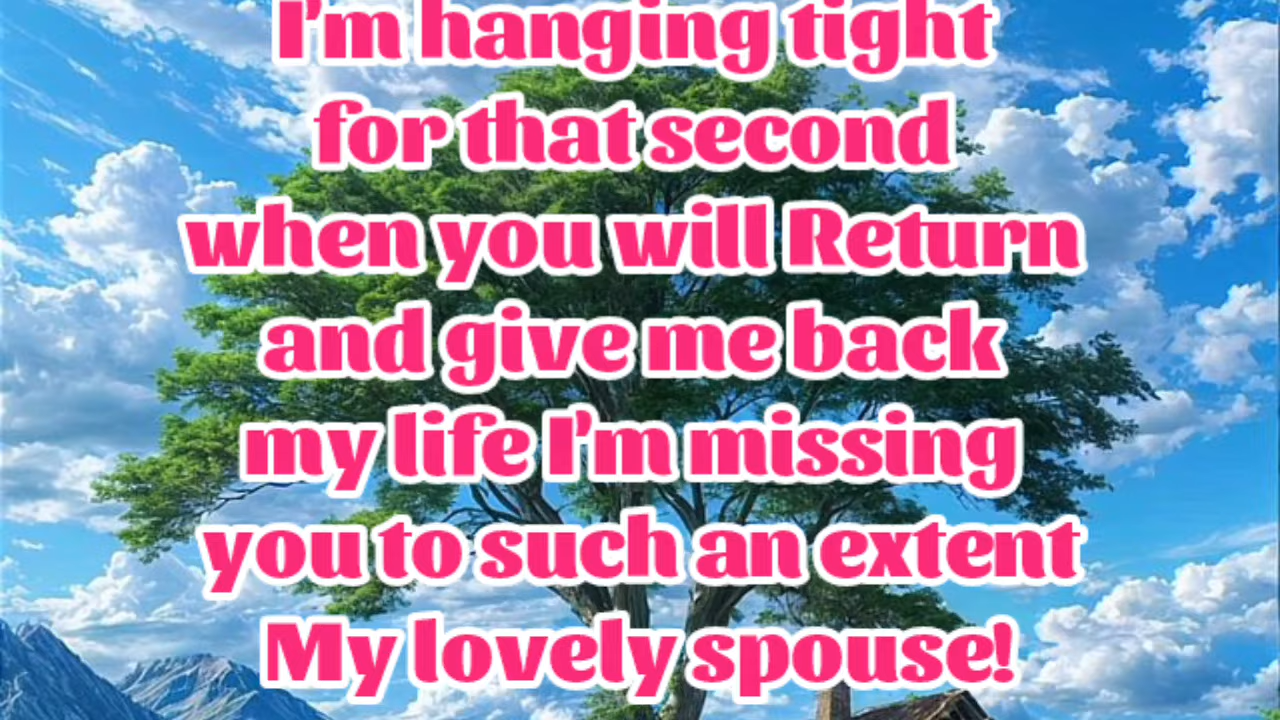 I'm hanging tight
for that second
when you will Return
and give me back
my life I'm missing
you to such an extent
My lovely spouse!